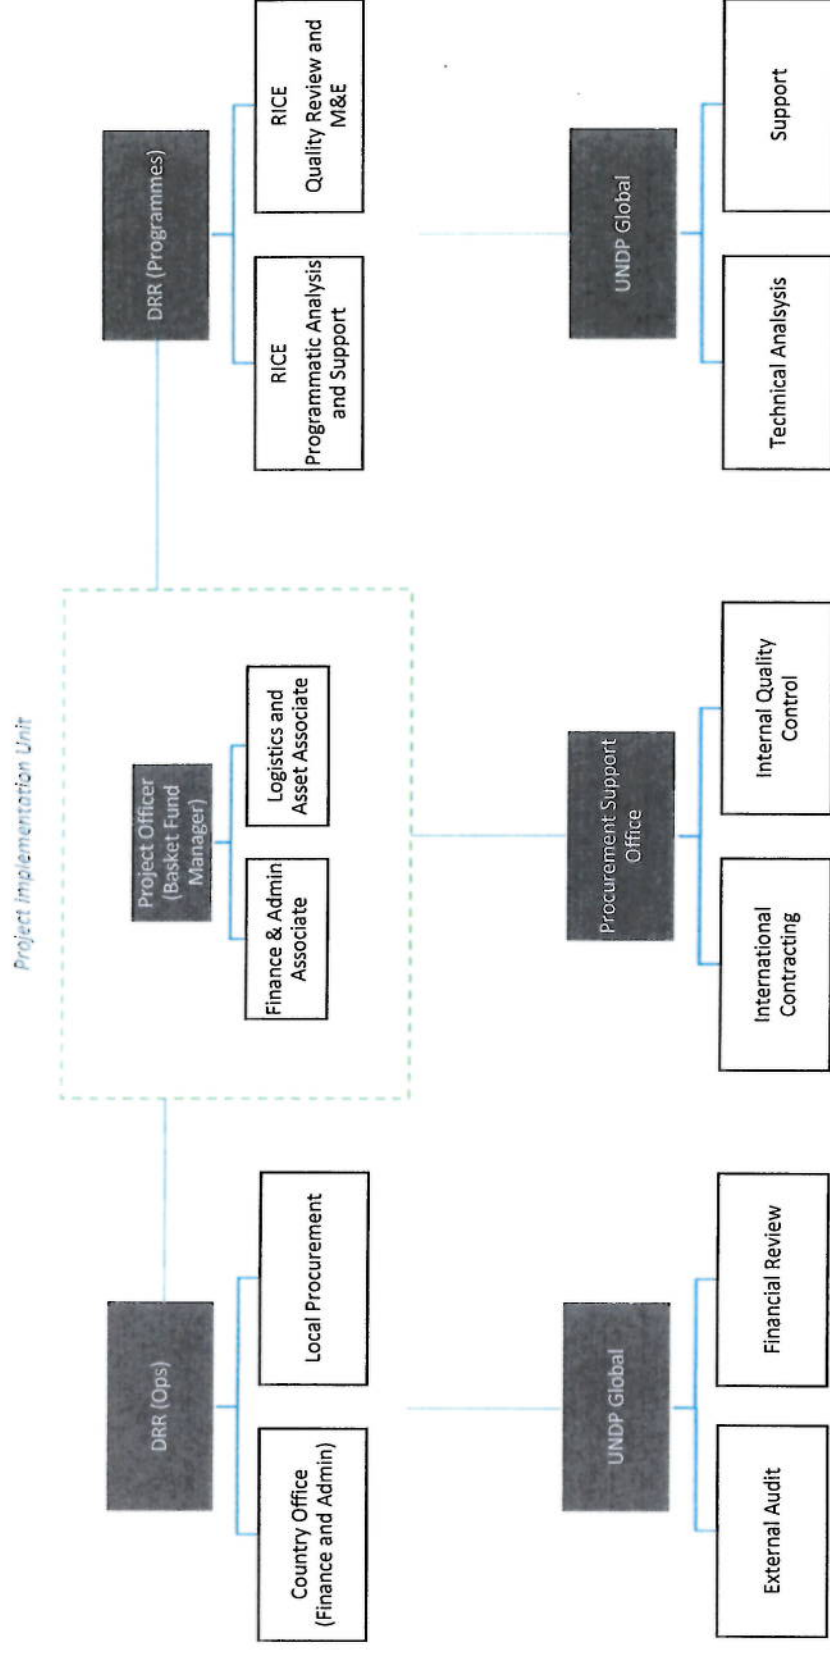 Project Implementation Unit
DRR (Ops)
Country Office
(Finance and Admin)
Local Procurement
Project Officer
(Basket Fund
Manager)
Finance & Admin
Associate
Logistics and
Asset Associate
DRR (Programmes)
RICE
Programmatic Analysis
and Support
RICE
Quality Review and
M&E
UNDP Global
External Audit
Financial Review
Procurement Support
Office
International
Contracting
Internal Quality
Control
UNDP Global
Technical Analsysis
Support